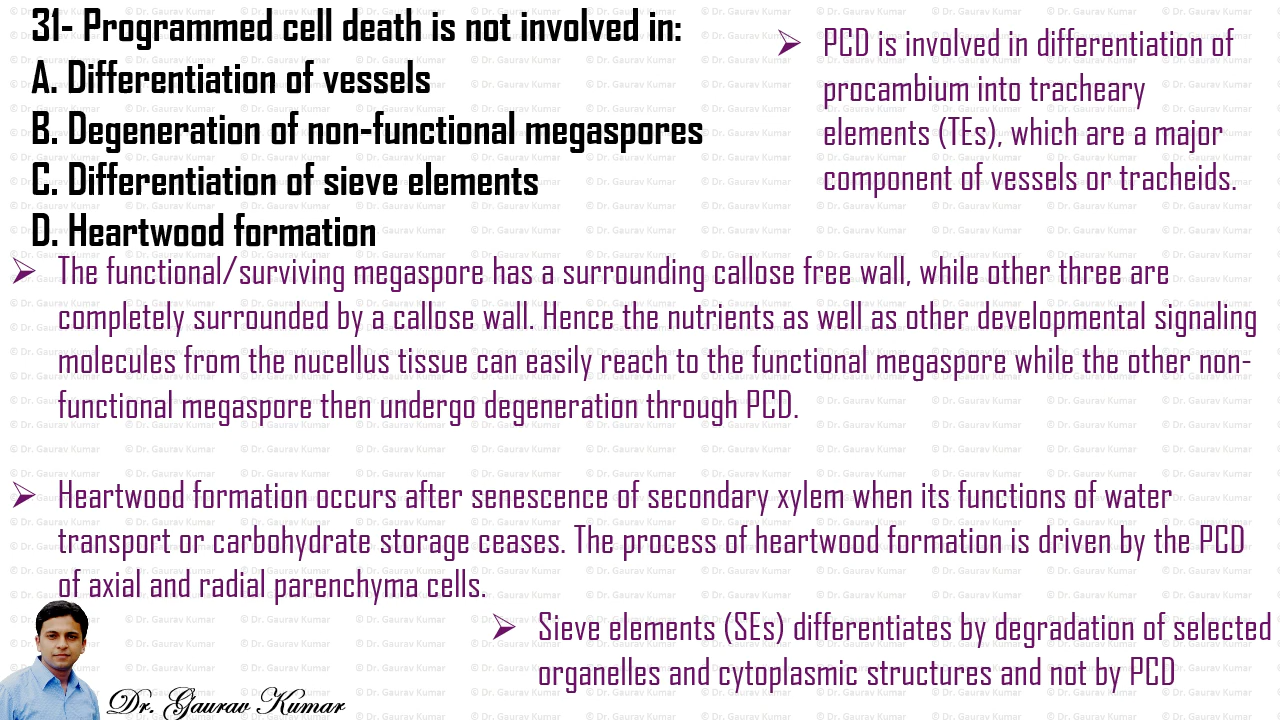 31- Programmed cell death is not involved in:
A. Differentiation of vessels
B. Degeneration of non-functional megaspores
C. Differentiation of sieve elements
D. Heartwood formation
PCD is involved in differentiation of
procambium into tracheary
elements (TEs), which are a major
component of vessels or tracheids.
The functional/surviving megaspore has a surrounding callose free wall, while other three are
completely surrounded by a callose wall. Hence the nutrients as well as other developmental signaling
molecules from the nucellus tissue can easily reach to the functional megaspore while the other non-
functional megaspore then undergo degeneration through PCD.
Heartwood formation occurs after senescence of secondary xylem when its functions of water
transport or carbohydrate storage ceases. The process of heartwood formation is driven by the PCD
of axial and radial parenchyma cells.
Sieve elements (SEs) differentiates by degradation of selected
organelles and cytoplasmic structures and not by PCD
Dr. Gaurav Kumar
© Dr. Gaurav Kumar